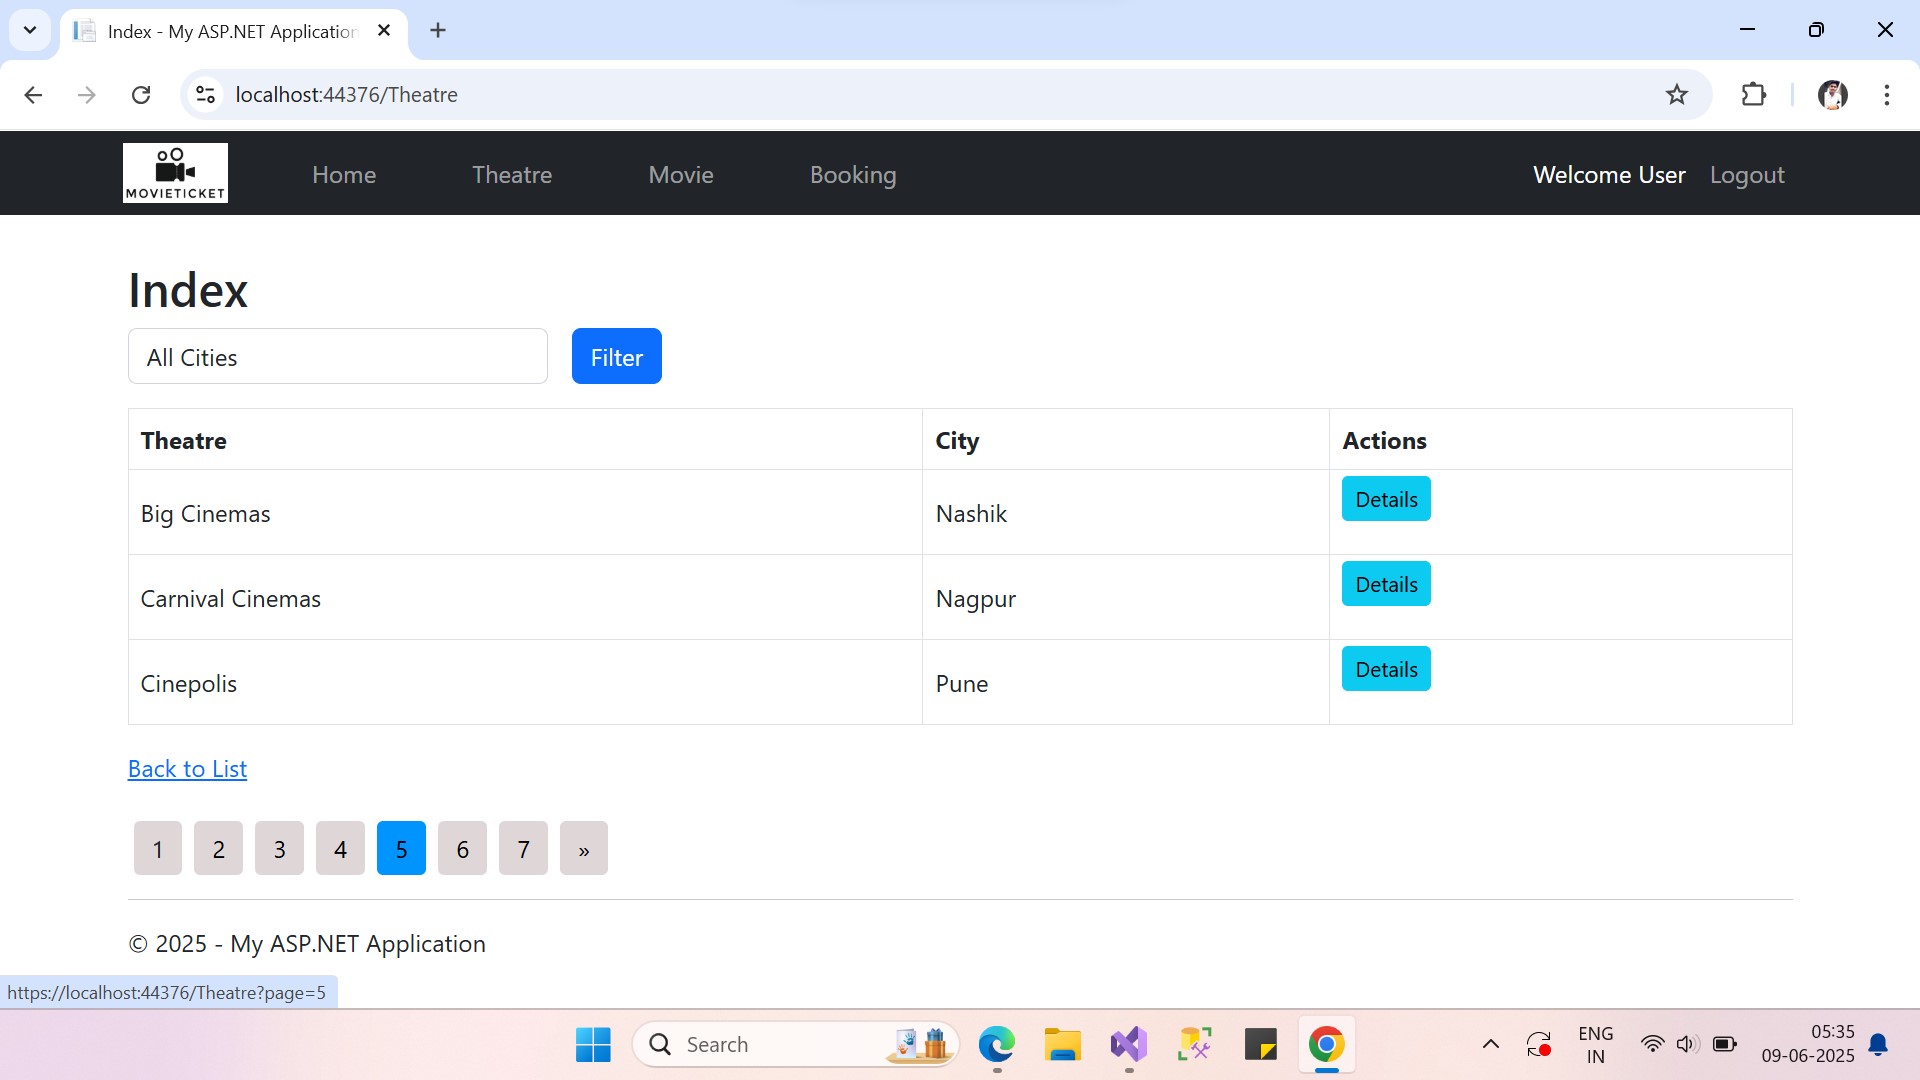 Index - My ASP.NET Application
localhost:44376/Theatre
MOVIETICKET
Home Theatre Movie Booking Welcome User Logout
Index
All Cities Filter
Theatre City Actions
Big Cinemas Nashik Details
Carnival Cinemas Nagpur Details
Cinepolis Pune Details
Back to List
1 2 3 4 5 6 7 »
© 2025 - My ASP.NET Application
https://localhost:44376/Theatre?page=5
Search
ENG
IN
05:35
09-06-2025